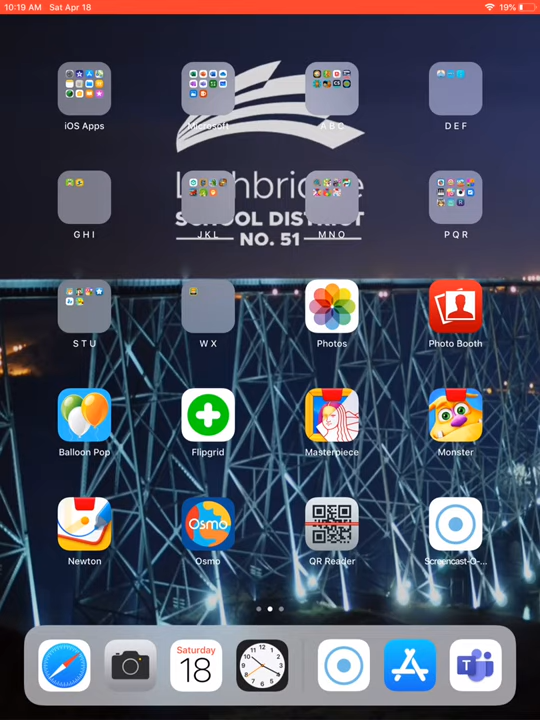 10:19 AM Sat Apr 18 19%
iOS Apps Microsoft A B C D E F
Lethbridge
SCHOOL DISTRICT
NO. 51
G H I J K L M N O P Q R
S T U W X Photos Photo Booth
Balloon Pop Flipgrid Masterpiece Monster
Osmo
Newton Osmo QR Reader Screencast-O-...
Saturday
18